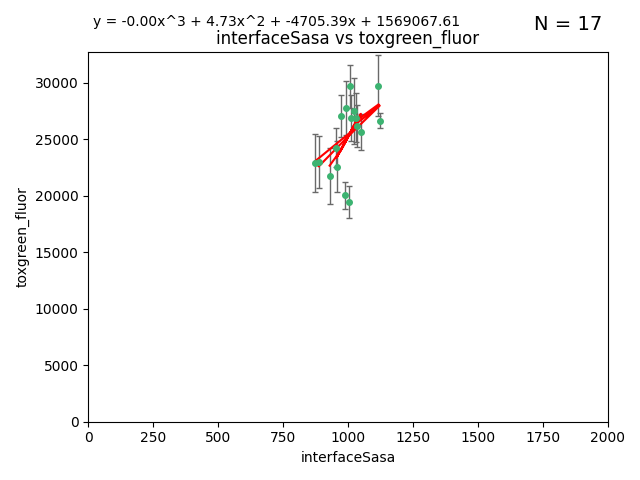 y = -0.00x^3 + 4.73x^2 + -4705.39x + 1569067.61
N = 17
interfaceSasa vs toxgreen_fluor
30000
25000
20000
15000
10000
5000
0
toxgreen_fluor
0 250 500 750 1000 1250 1500 1750 2000
interfaceSasa